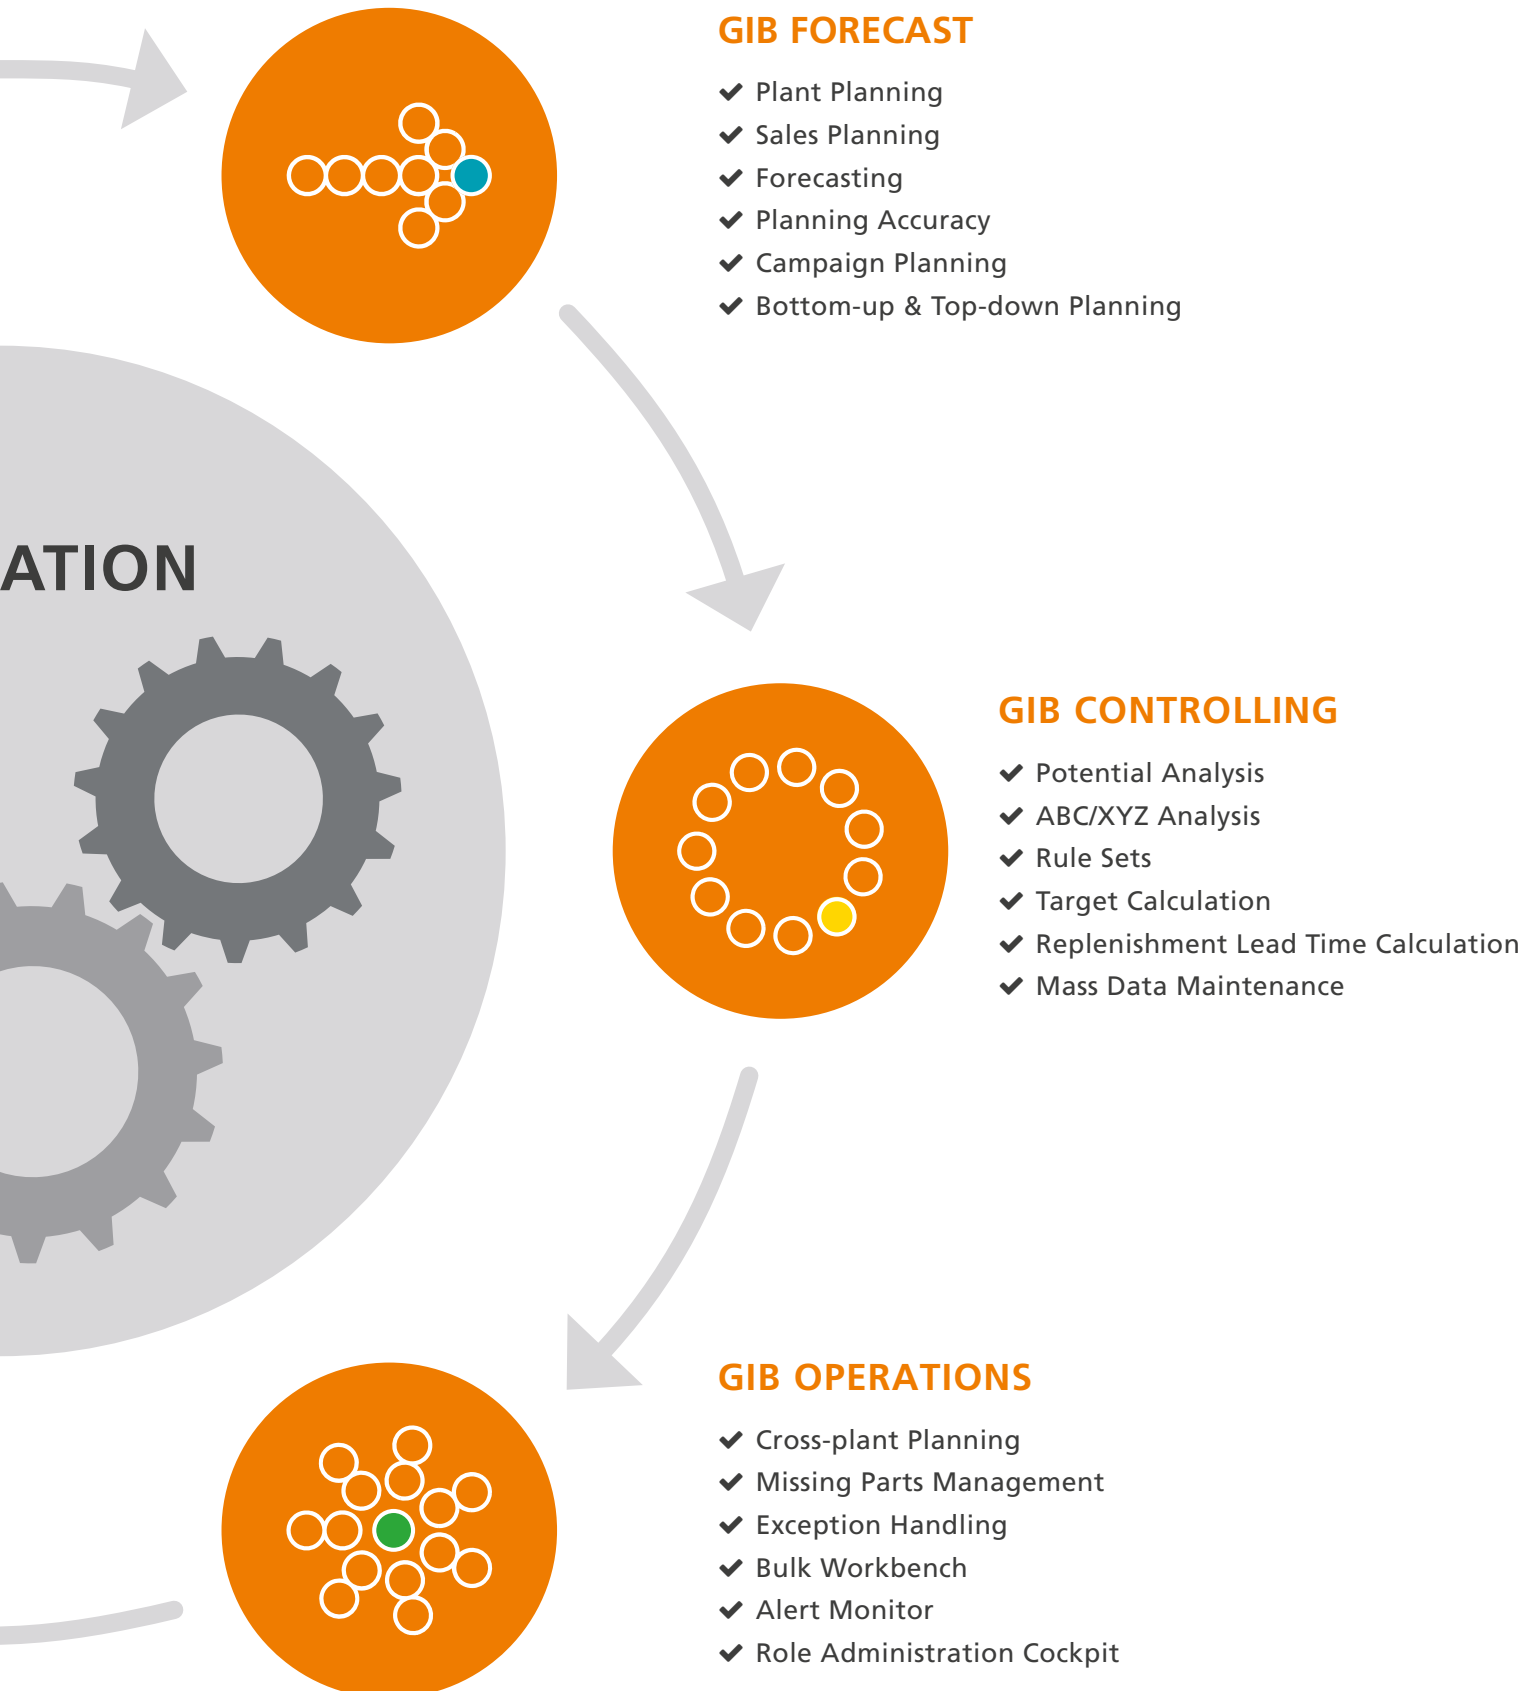 GIB FORECAST
Plant Planning
Sales Planning
Forecasting
Planning Accuracy
Campaign Planning
Bottom-up & Top-down Planning
ATION
GIB CONTROLLING
Potential Analysis
ABC/XYZ Analysis
Rule Sets
Target Calculation
Replenishment Lead Time Calculation
Mass Data Maintenance
GIB OPERATIONS
Cross-plant Planning
Missing Parts Management
Exception Handling
Bulk Workbench
Alert Monitor
Role Administration Cockpit